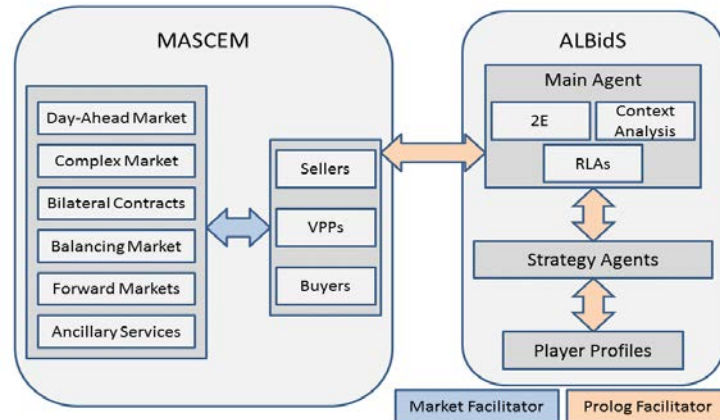 MASCEM
Day-Ahead Market
Complex Market
Bilateral Contracts
Balancing Market
Forward Markets
Ancillary Services
Sellers
VPPs
Buyers
ALBidS
Main Agent
2E
Context
Analysis
RLAs
Strategy Agents
Player Profiles
Market Facilitator
Prolog Facilitator